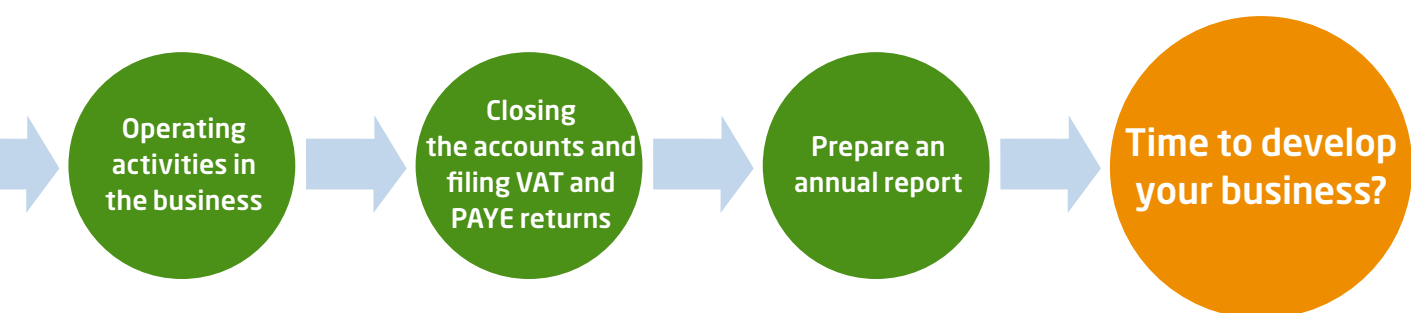 Operating
activities in
the business
Closing
the accounts and
filing VAT and
PAYE returns
Prepare an
annual report
Time to develop
your business?